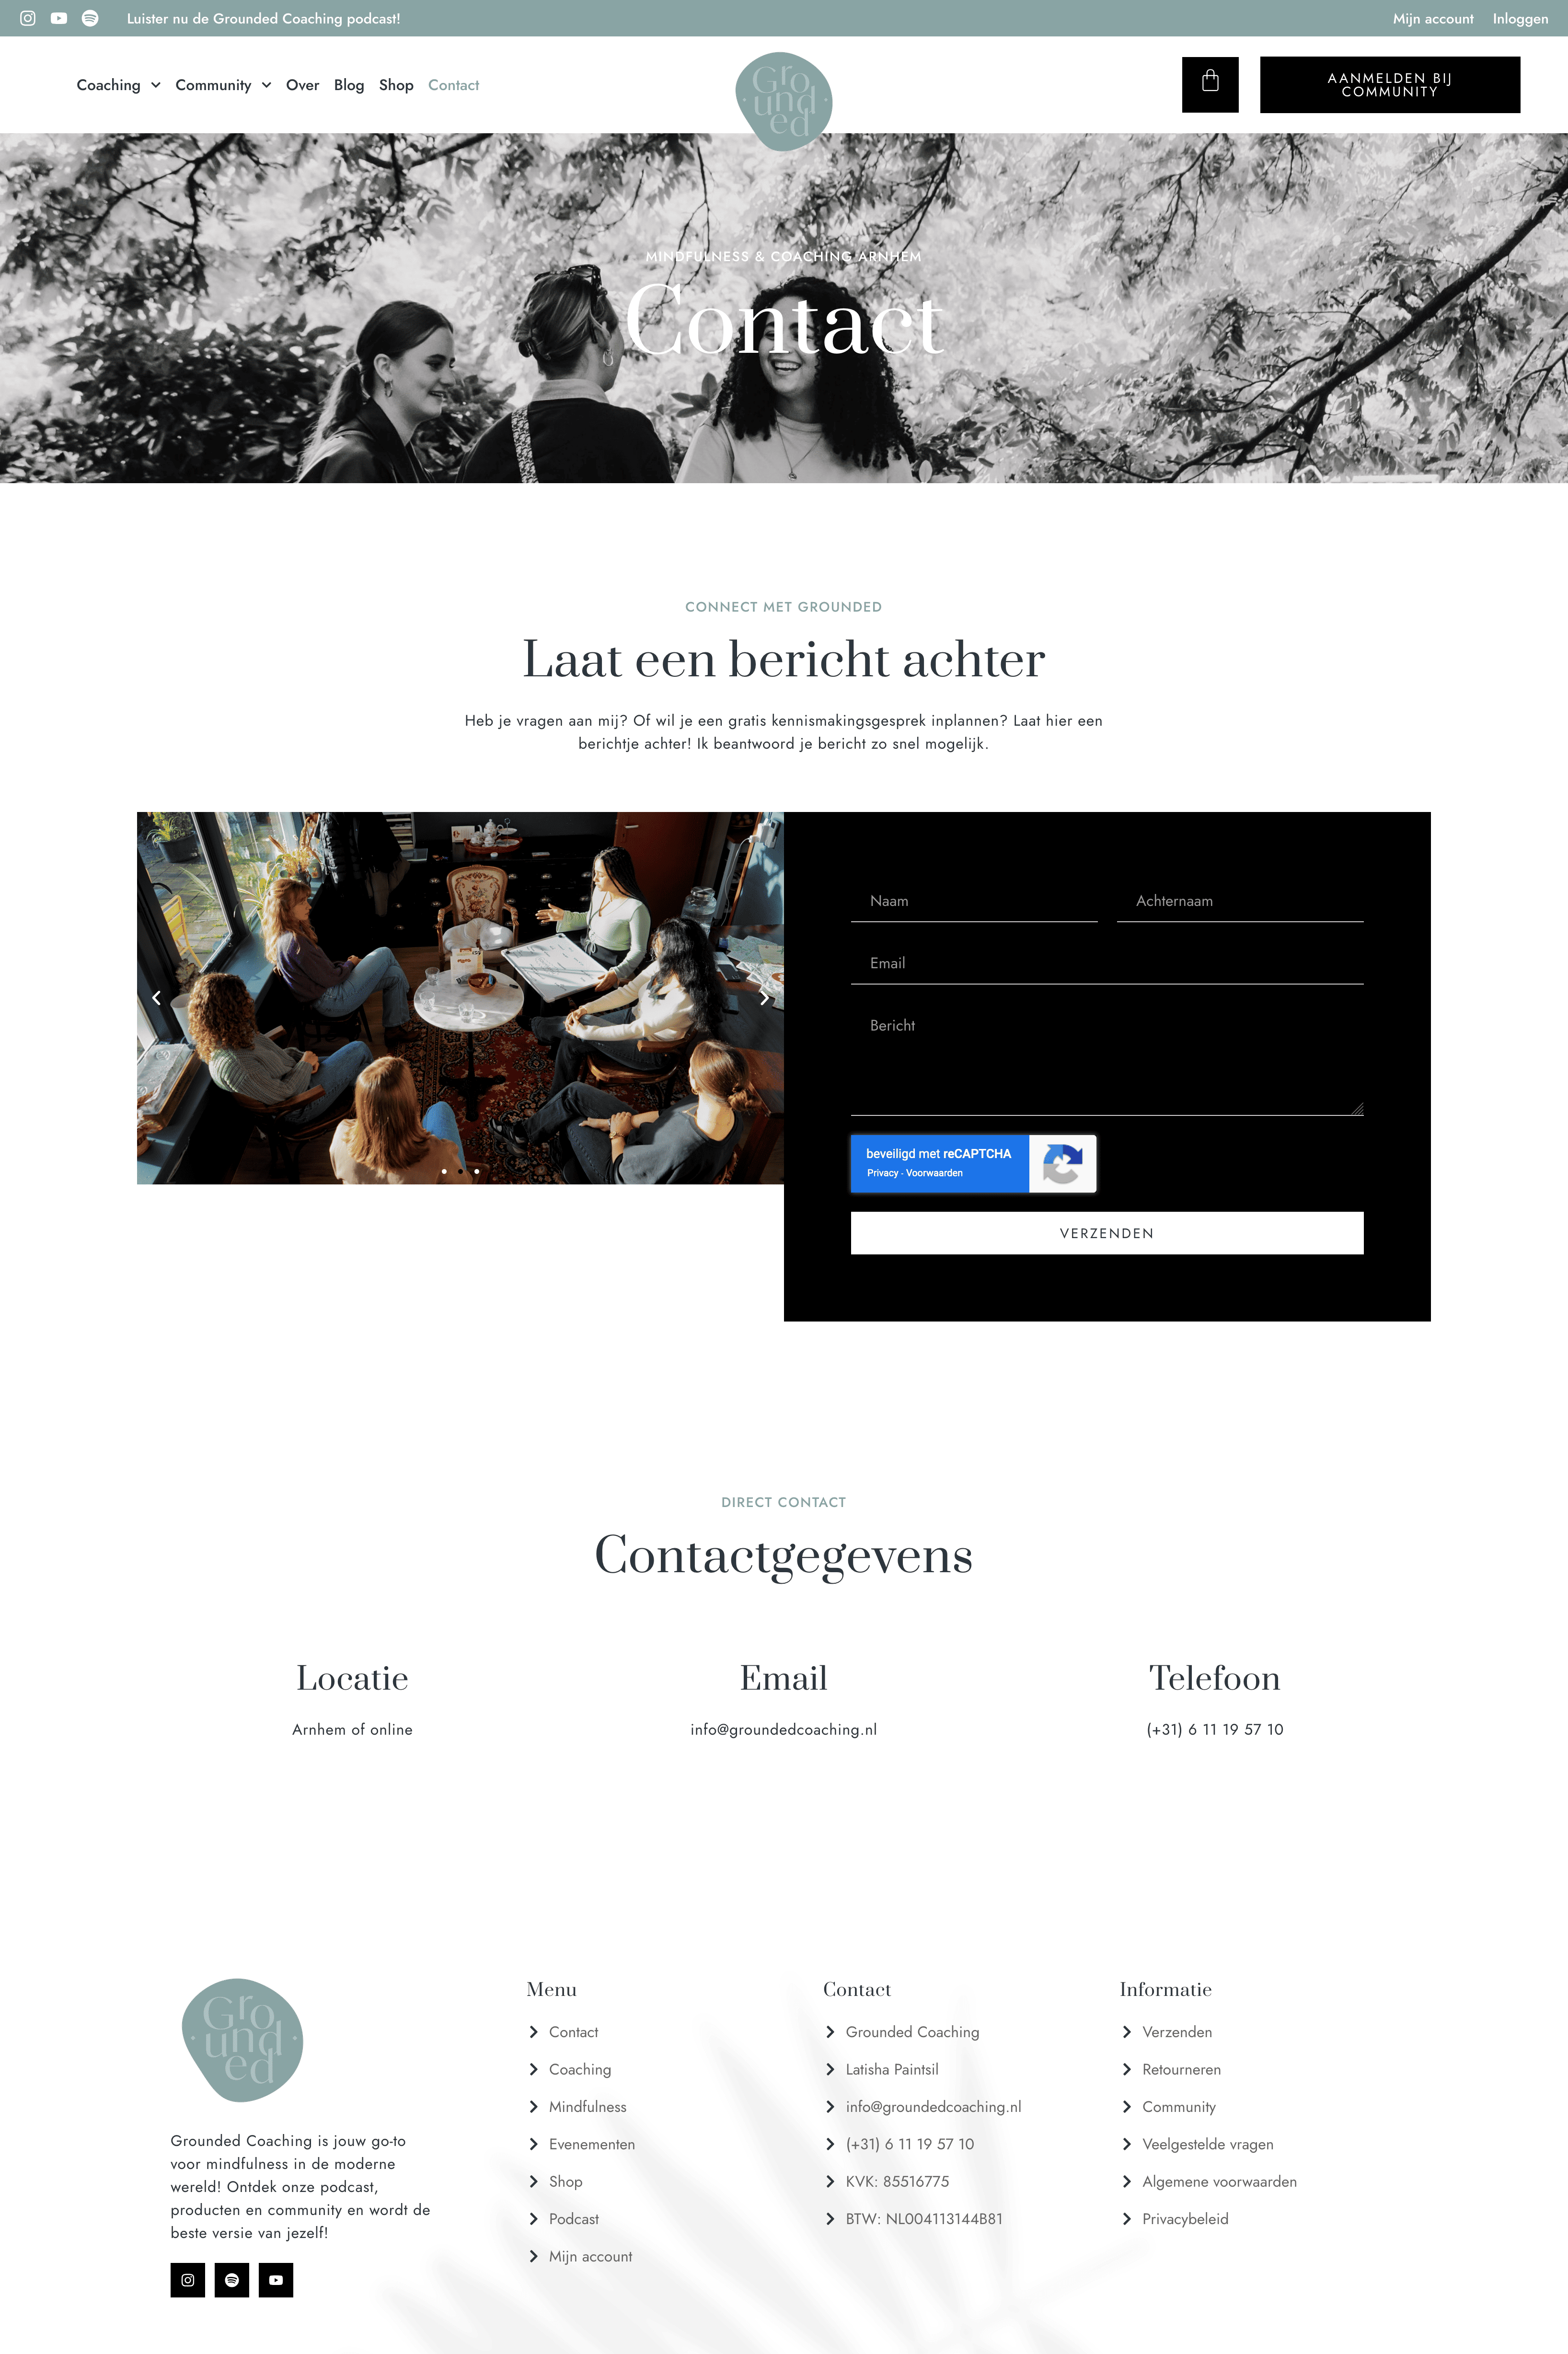 Luister nu de Grounded Coaching podcast!
Mijn account
Inloggen
Coaching
Community
Over
Blog
Shop
Contact
Gro
und
ed
AANMELDEN BIJ
COMMUNITY
MINDFULNESS & COACHING ARNHEM
Contact
CONNECT MET GROUNDED
Laat een bericht achter
Heb je vragen aan mij? Of wil je een gratis kennismakingsgesprek inplannen? Laat hier een
berichtje achter! Ik beantwoord je bericht zo snel mogelijk.
Naam
Achternaam
Email
Bericht
beveiligd met reCAPTCHA
Privacy - Voorwaarden
VERZENDEN
DIRECT CONTACT
Contactgegevens
Locatie
Arnhem of online
Email
info@groundedcoaching.nl
Telefoon
(+31) 6 11 19 57 10
Gro
und
ed
Grounded Coaching is jouw go-to
voor mindfulness in de moderne
wereld! Ontdek onze podcast,
producten en community en wordt de
beste versie van jezelf!
Menu
Contact
Coaching
Mindfulness
Evenementen
Shop
Podcast
Mijn account
Contact
Grounded Coaching
Latisha Paintsil
info@groundedcoaching.nl
(+31) 6 11 19 57 10
KVK: 85516775
BTW: NL004113144B81
Informatie
Verzenden
Retourneren
Community
Veelgestelde vragen
Algemene voorwaarden
Privacybeleid